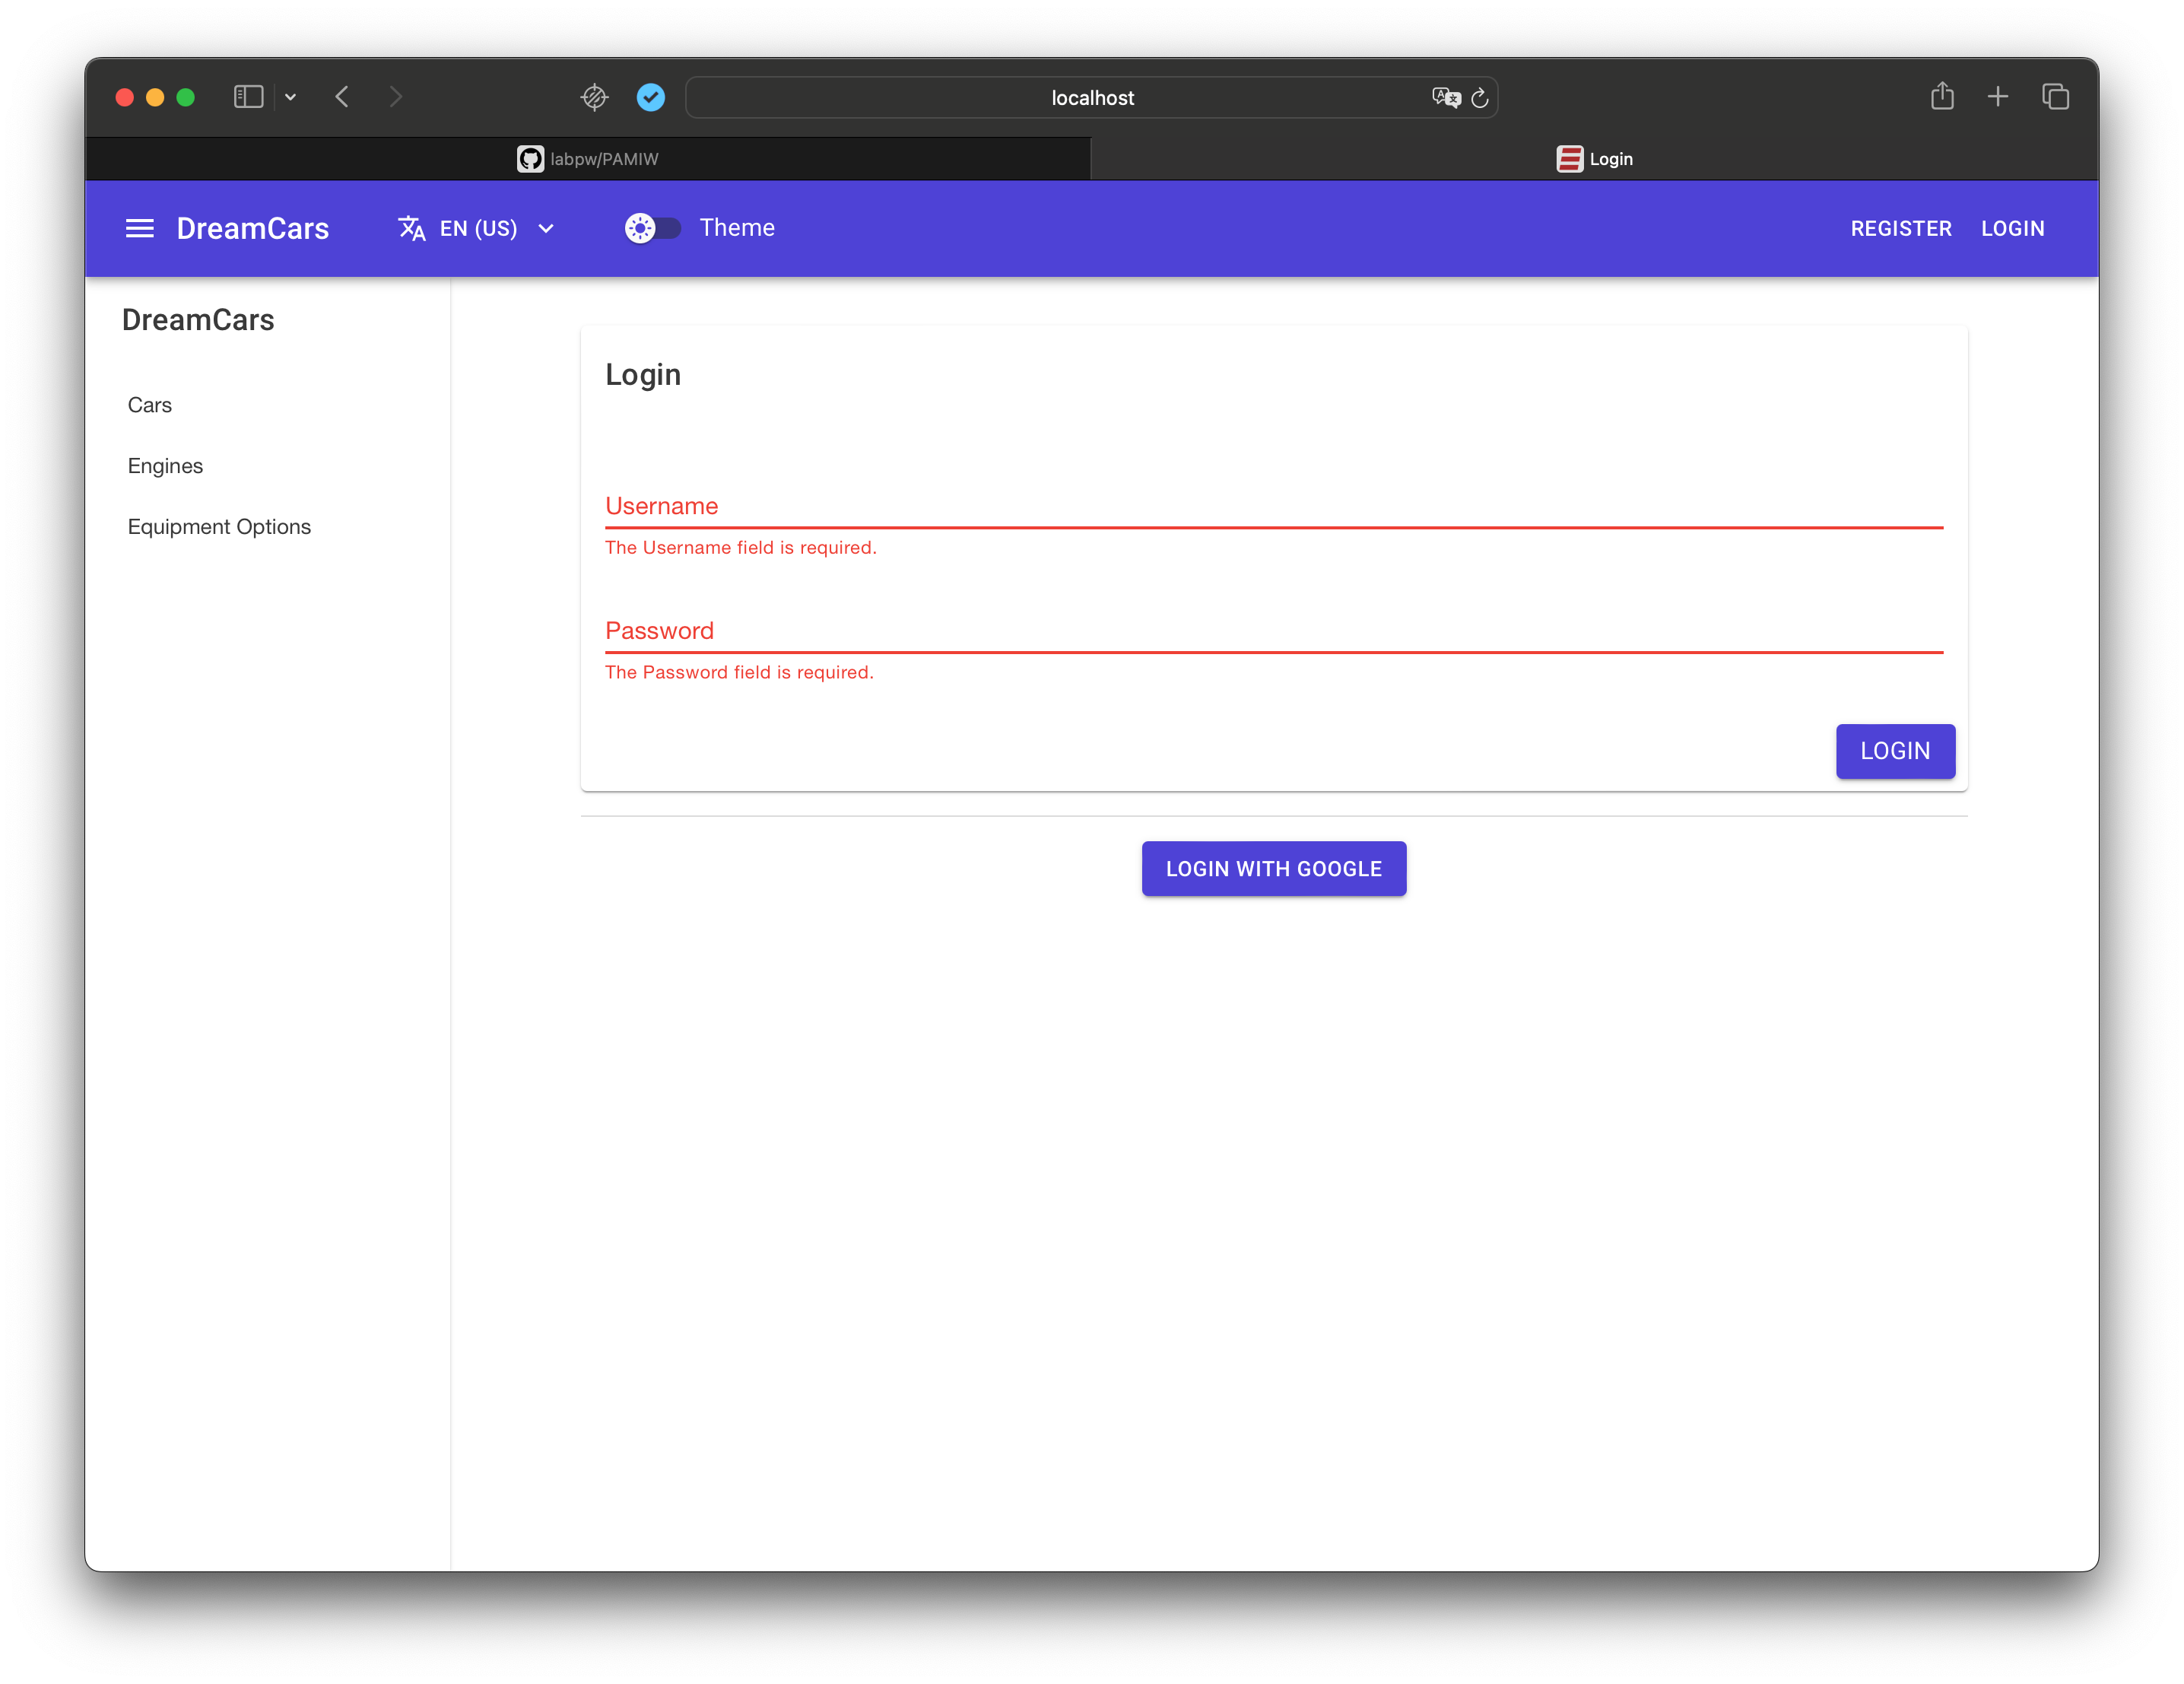 localhost
labpw/PAMIW
Login
DreamCars
EN (US)
Theme
REGISTER
LOGIN
DreamCars
Cars
Engines
Equipment Options
Login
Username
The Username field is required.
Password
The Password field is required.
LOGIN
LOGIN WITH GOOGLE